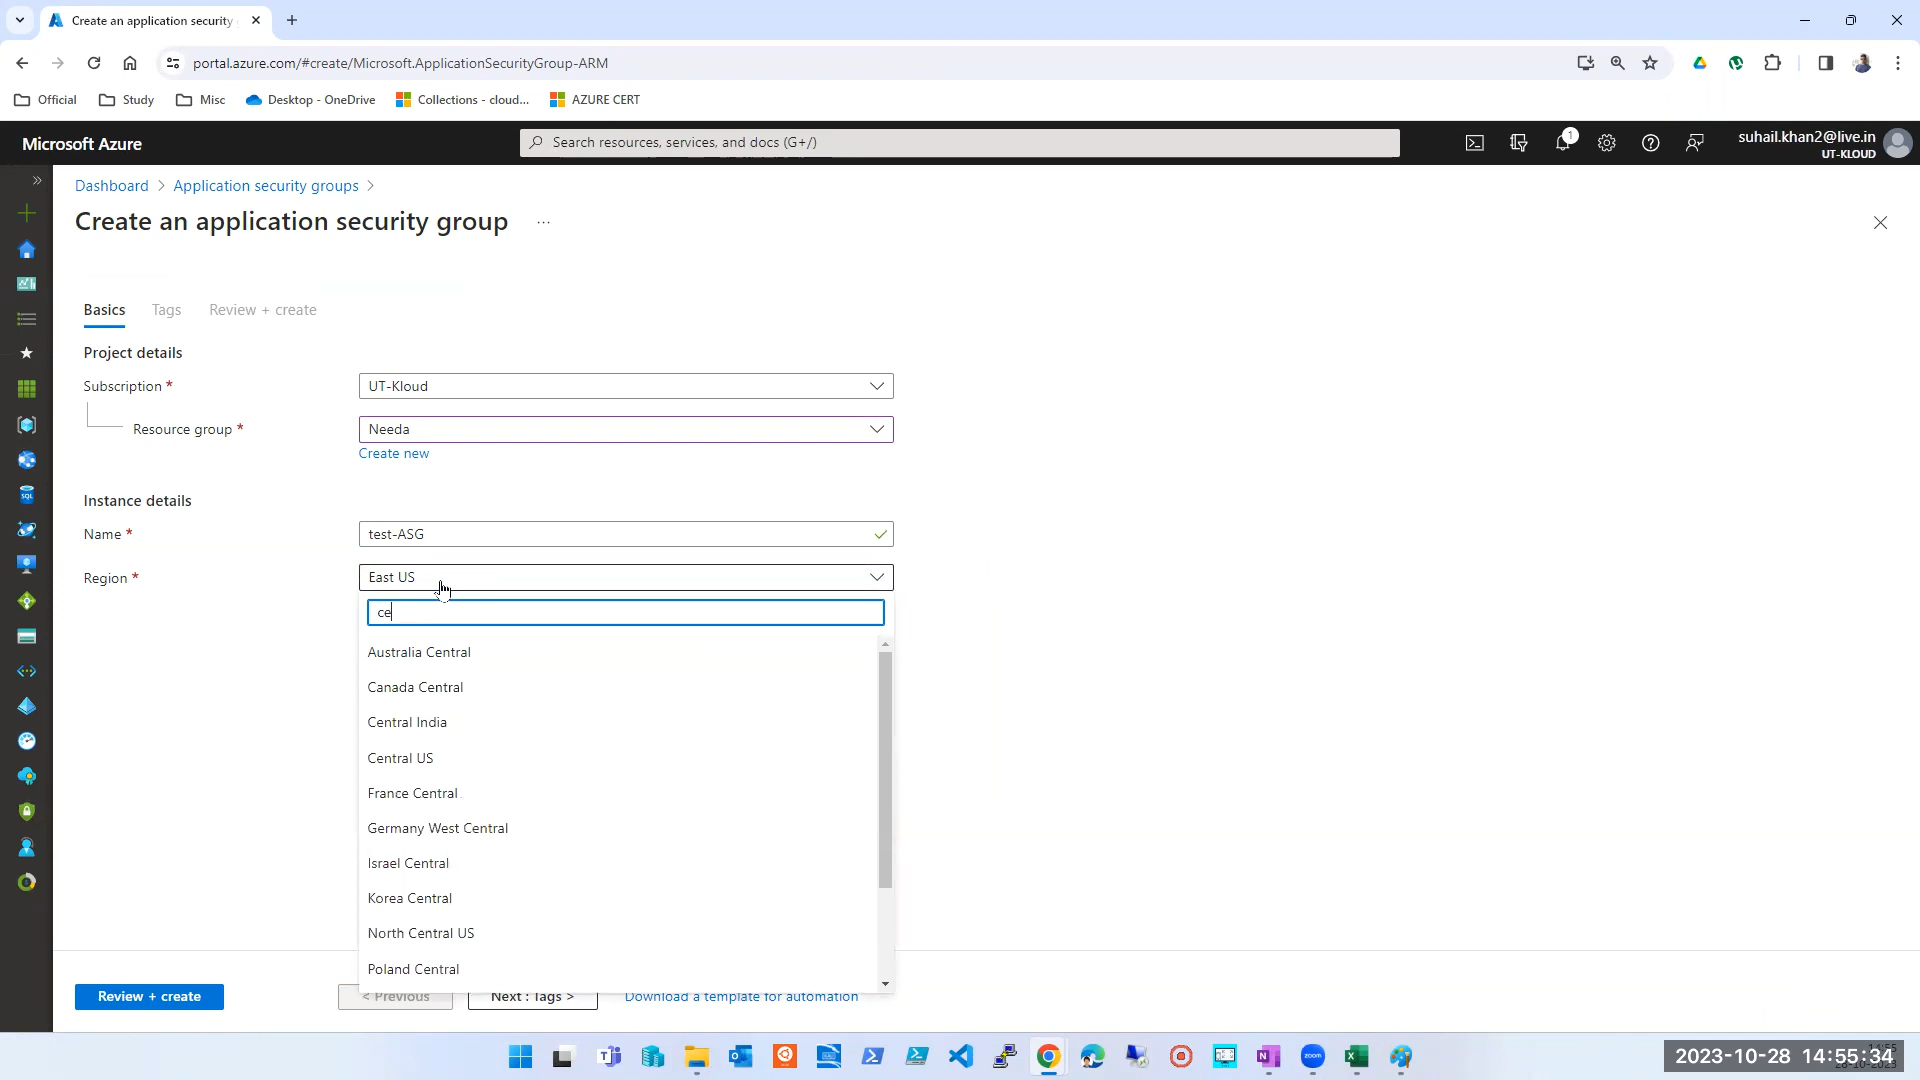 Create an application security
portal.azure.com/#create/Microsoft.ApplicationSecurityGroup-ARM
Official
Study
Misc
Desktop - OneDrive
Collections - cloud...
AZURE CERT
Microsoft Azure
Search resources, services, and docs (G+/)
1
suhail.khan2@live.in
UT-KLOUD
Dashboard > Application security groups >
Create an application security group ...
Basics
Tags
Review + create
Project details
Subscription *
UT-Kloud
Resource group *
Needa
Create new
Instance details
Name *
test-ASG
Region *
East US
ce
Australia Central
Canada Central
Central India
Central US
France Central
Germany West Central
Israel Central
Korea Central
North Central US
Poland Central
Review + create
< Previous
Next : Tags >
Download a template for automation
SQL
zoom
2023-10-28 14:55:34